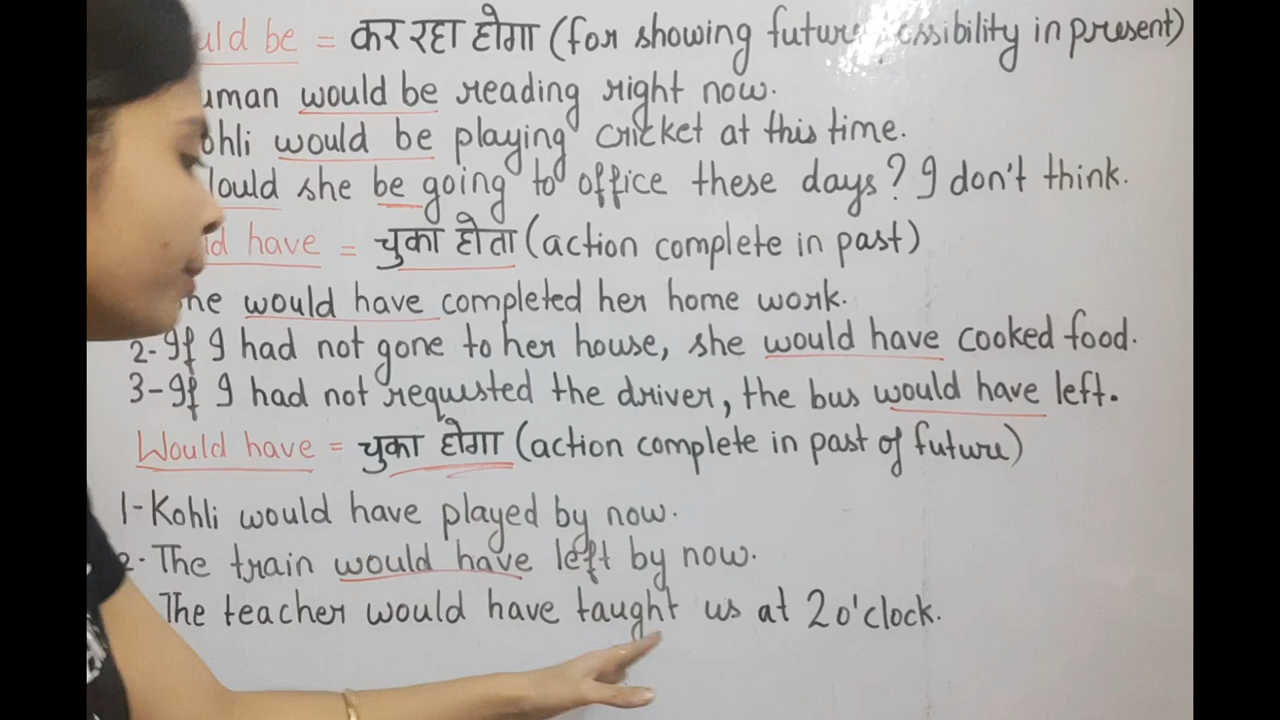 ould be = कर रहा होगा (for showing future ossibility in present)
uman would be reading right now.
ohli would be playing cricket at this time.
ould she be going to office these days? I don't think.
ld have = चुका होता (action complete in past)
he would have completed her home work.
2- If I had not gone to her house, she would have cooked food.
3- If I had not requested the driver, the bus would have left.
Would have = चुका होगा (action complete in past of future)
1- Kohli would have played by now.
2- The train would have left by now.
The teacher would have taught us at 2 o'clock.